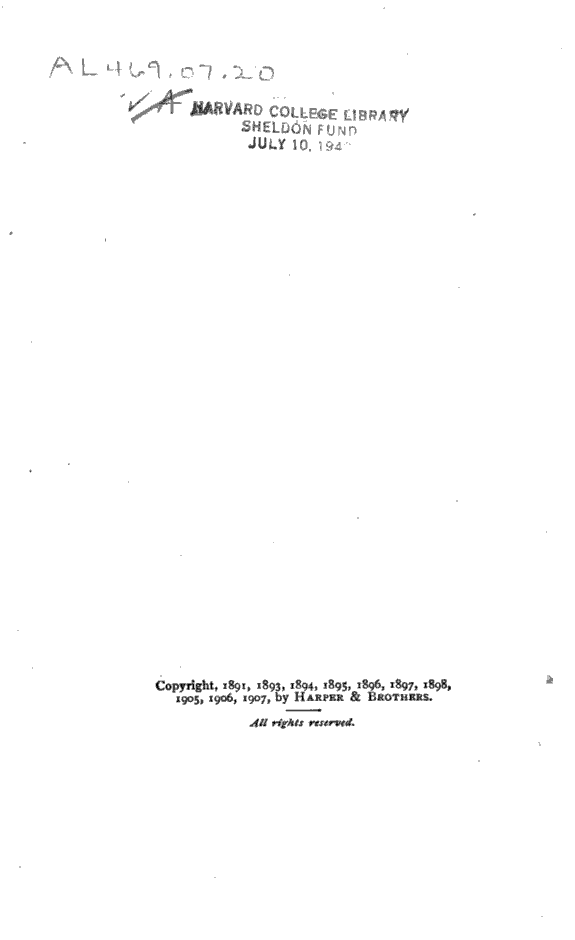 AL 469.07.20
A HARVARD COLLEGE LIBRARY
SHELDON FUND
JULY 10, 194
Copyright, 1891, 1893, 1894, 1895, 1896, 1897, 1898,
1905, 1906, 1907, by HARPER & BROTHERS.
All rights reserved.